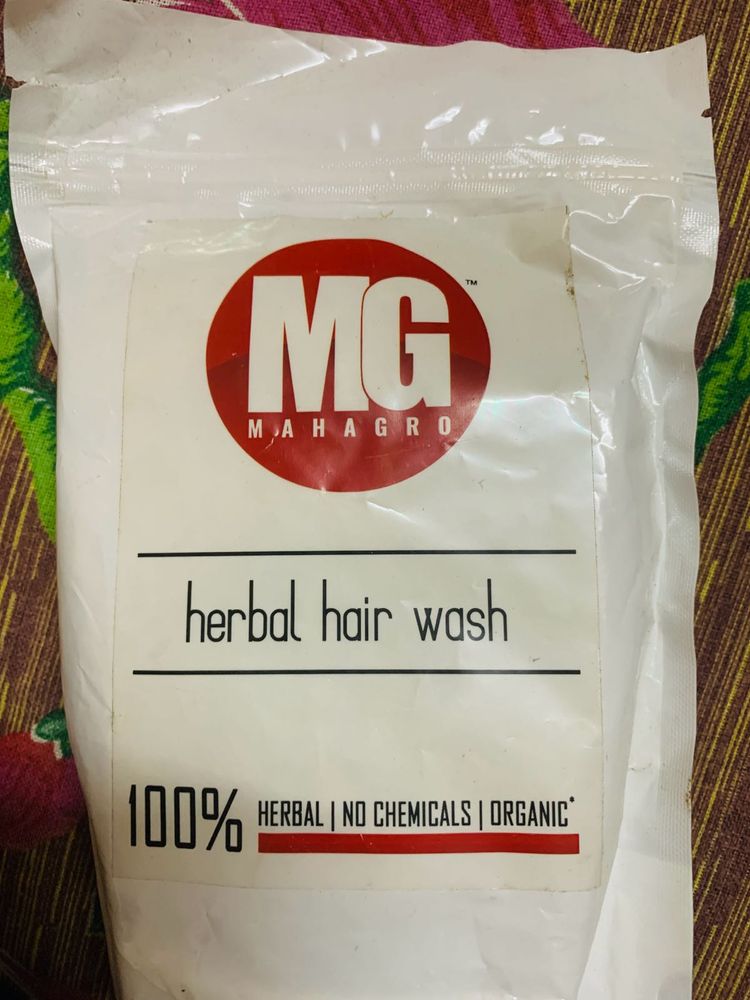 MG™
MAHAGRO
herbal hair wash
100% HERBAL | NO CHEMICALS | ORGANIC*